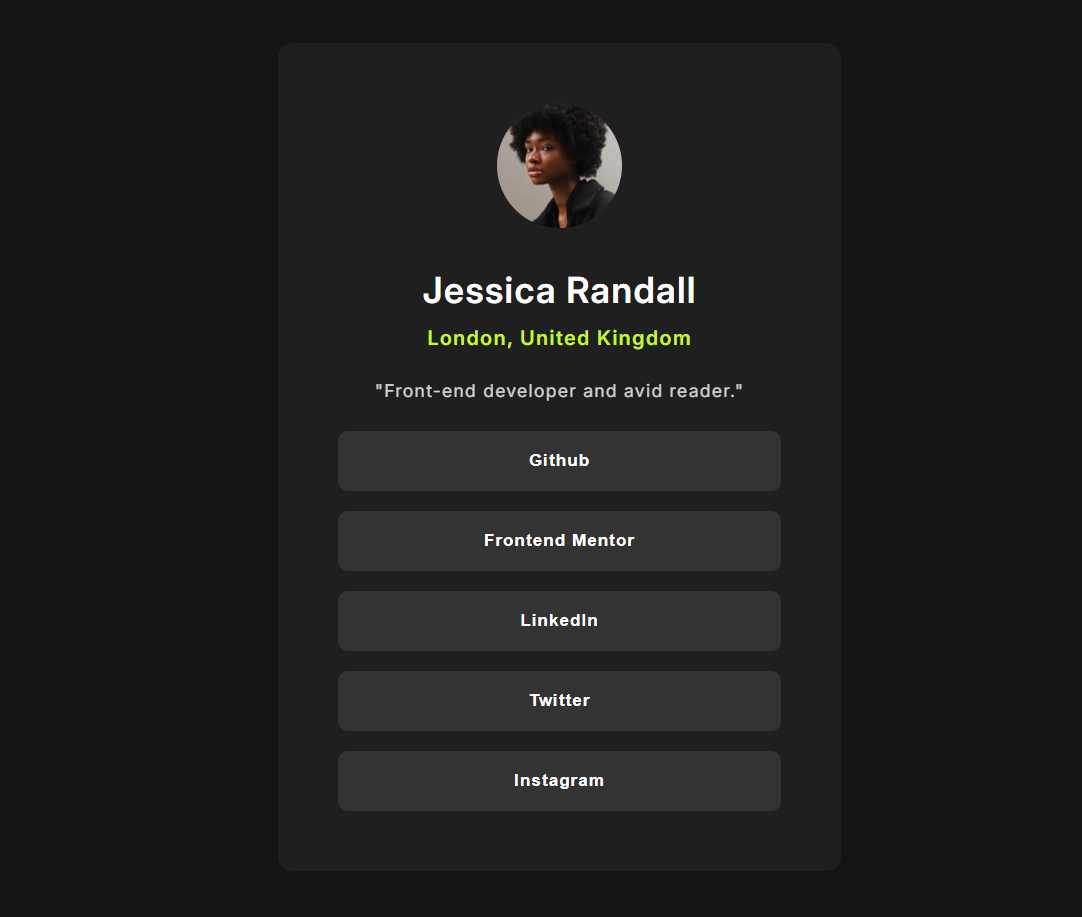 Jessica Randall
London, United Kingdom
"Front-end developer and avid reader."
Github
Frontend Mentor
LinkedIn
Twitter
Instagram